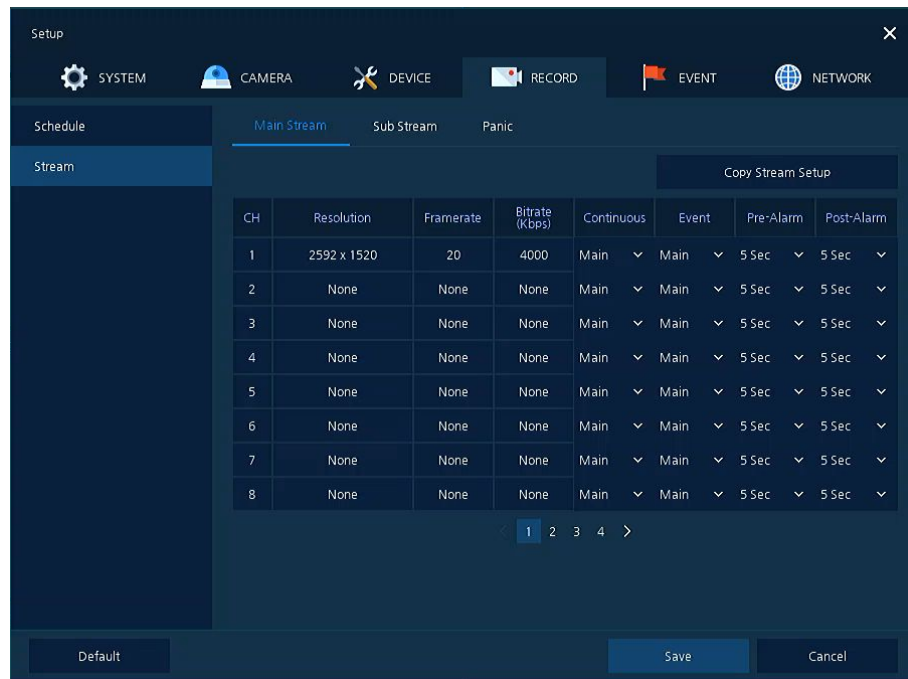 Setup
SYSTEM CAMERA DEVICE RECORD EVENT NETWORK
Schedule
Stream
Main Stream Sub Stream Panic
Copy Stream Setup
CH Resolution Framerate Bitrate (Kbps) Continuous Event Pre-Alarm Post-Alarm
1 2592 x 1520 20 4000 Main Main 5 Sec 5 Sec
2 None None None Main Main 5 Sec 5 Sec
3 None None None Main Main 5 Sec 5 Sec
4 None None None Main Main 5 Sec 5 Sec
5 None None None Main Main 5 Sec 5 Sec
6 None None None Main Main 5 Sec 5 Sec
7 None None None Main Main 5 Sec 5 Sec
8 None None None Main Main 5 Sec 5 Sec
1 2 3 4
Default Save Cancel